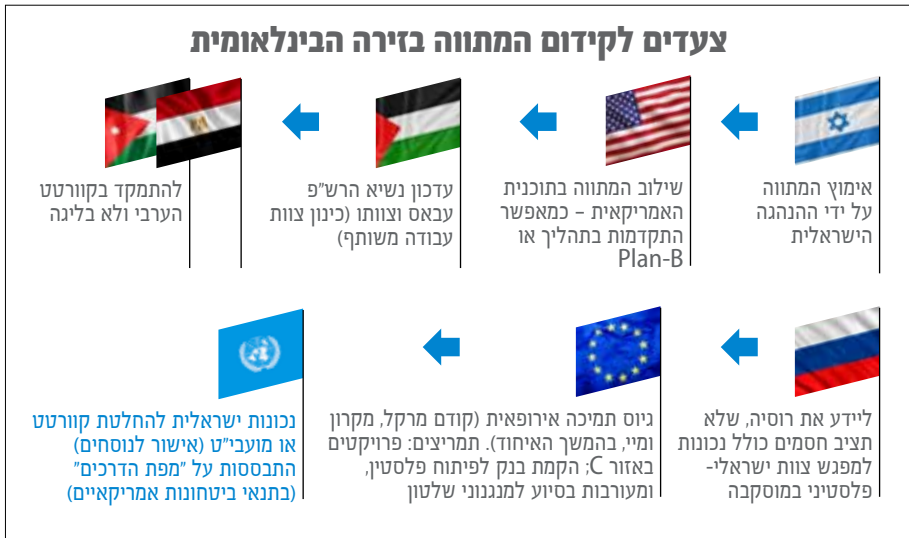 צעדים לקידום המתווה בזירה הבינלאומית
אימוץ המתווה
על ידי ההנהגה
הישראלית
שילוב המתווה בתוכנית
האמריקאית – כמאפשר
התקדמות בתהליך או
Plan-B
עדכון נשיא הרש"פ
עבאס וצוותו (כינון צוות
עבודה משותף)
להתמקד בקוורטט
הערבי ולא בליגה
ליידע את רוסיה, שלא
תציב חסמים כולל נכונות
למפגש צוות ישראלי-
פלסטיני במוסקבה
גיוס תמיכה אירופאית (קודם מרקל, מקרון
ומיי, בהמשך האיחוד). תמריצים: פרויקטים
באזור C; הקמת בנק לפיתוח פלסטין,
ומעורבות בסיוע למנגנוני שלטון
נכונות ישראלית להחלטת קוורטט
או מועבי"ט (אישור לנוסחים)
התבססות על "מפת הדרכים"
(בתנאי ביטחונות אמריקאיים)